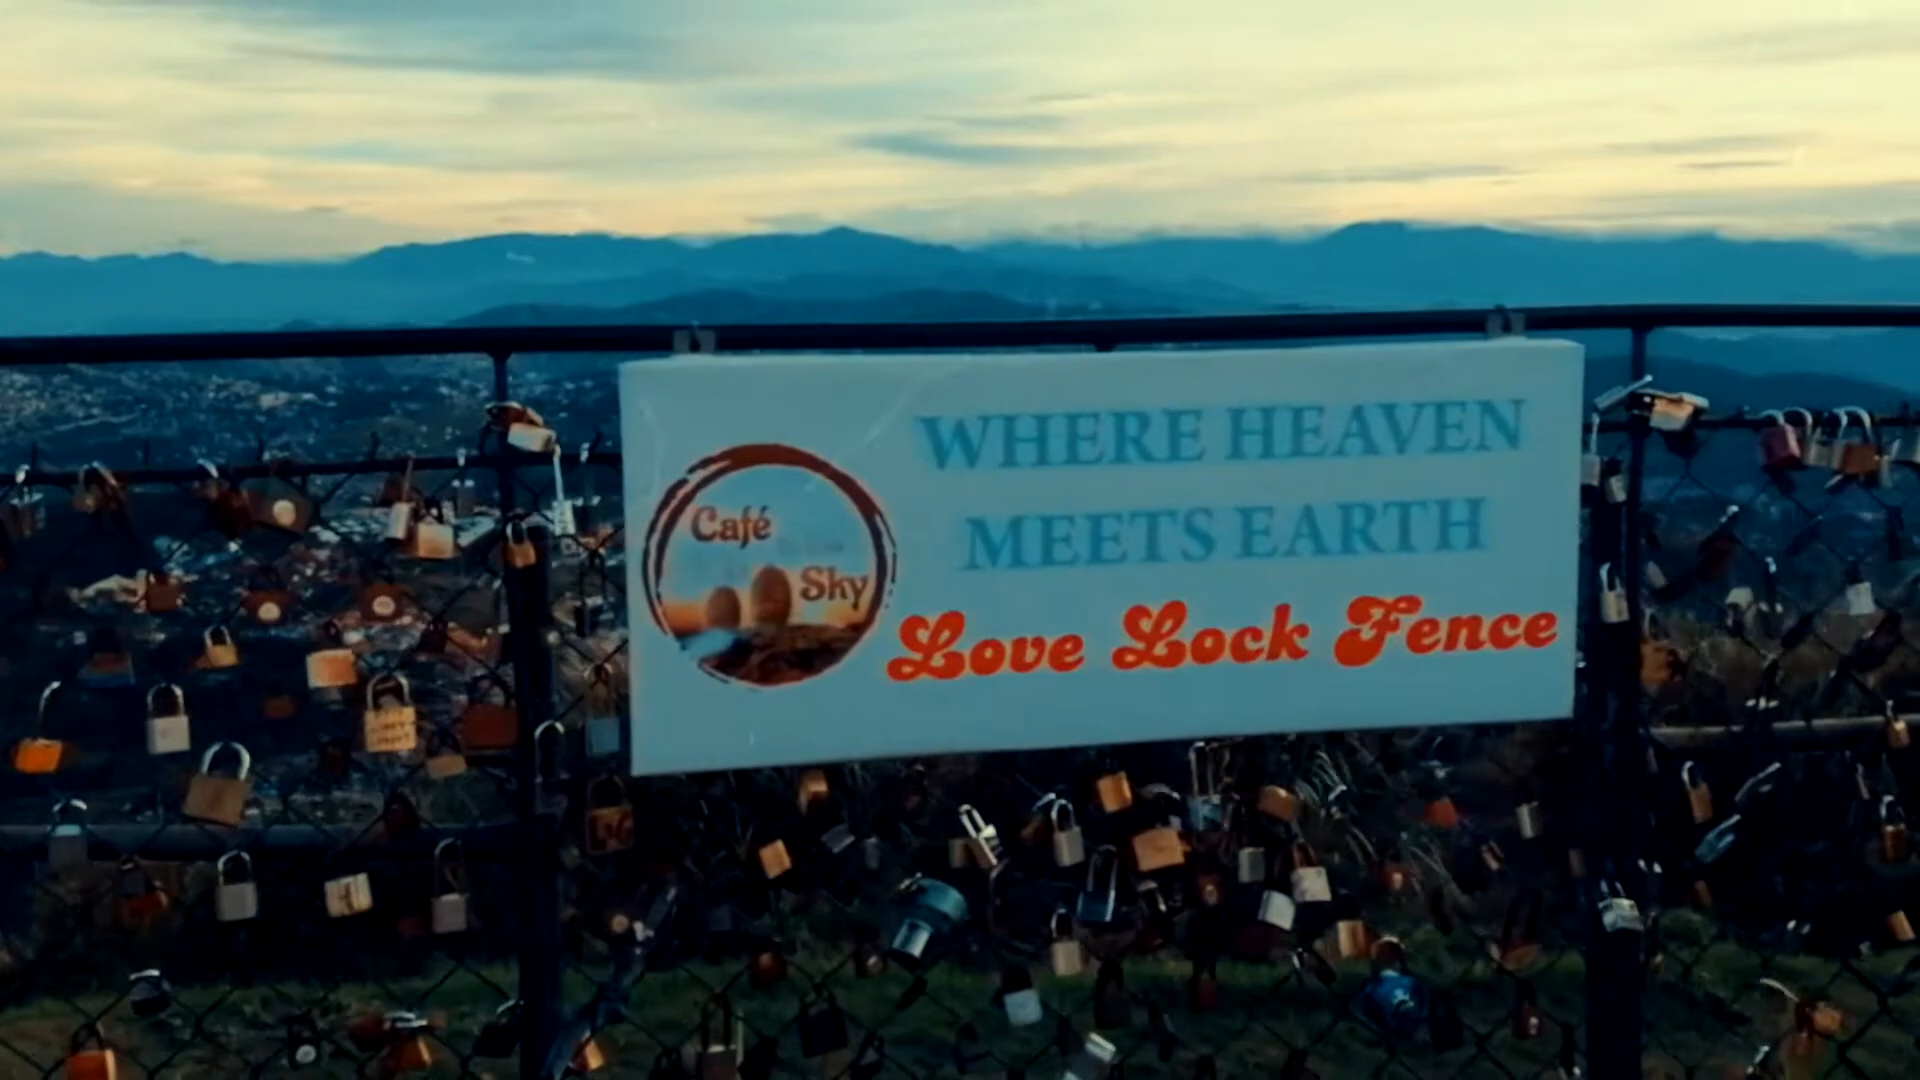 Café
Sky
WHERE HEAVEN
MEETS EARTH
Love Lock Fence